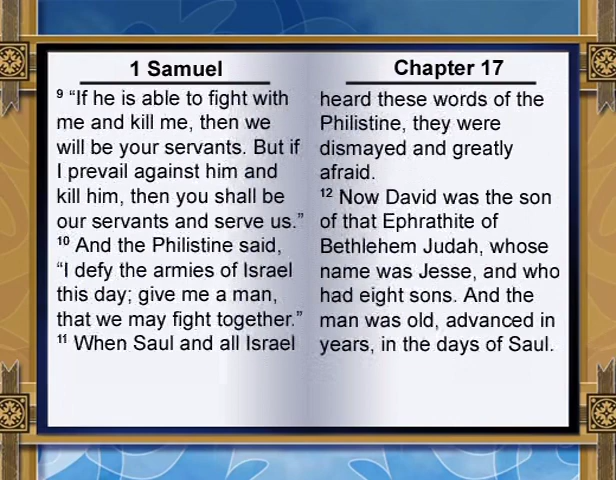 1 Samuel
⁹ “If he is able to fight with
me and kill me, then we
will be your servants. But if
I prevail against him and
kill him, then you shall be
our servants and serve us.”
¹⁰ And the Philistine said,
“I defy the armies of Israel
this day; give me a man,
that we may fight together.”
¹¹ When Saul and all Israel
Chapter 17
heard these words of the
Philistine, they were
dismayed and greatly
afraid.
¹² Now David was the son
of that Ephrathite of
Bethlehem Judah, whose
name was Jesse, and who
had eight sons. And the
man was old, advanced in
years, in the days of Saul.